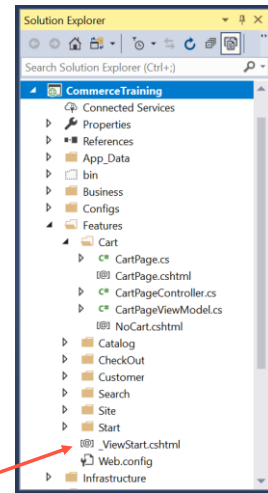 Solution Explorer
Search Solution Explorer (Ctrl+;)
CommerceTraining
Connected Services
Properties
References
App_Data
bin
Business
Configs
Features
Cart
CartPage.cs
CartPage.cshtml
CartPageController.cs
CartPageViewModel.cs
NoCart.cshtml
Catalog
CheckOut
Customer
Search
Site
Start
_ViewStart.cshtml
Web.config
Infrastructure